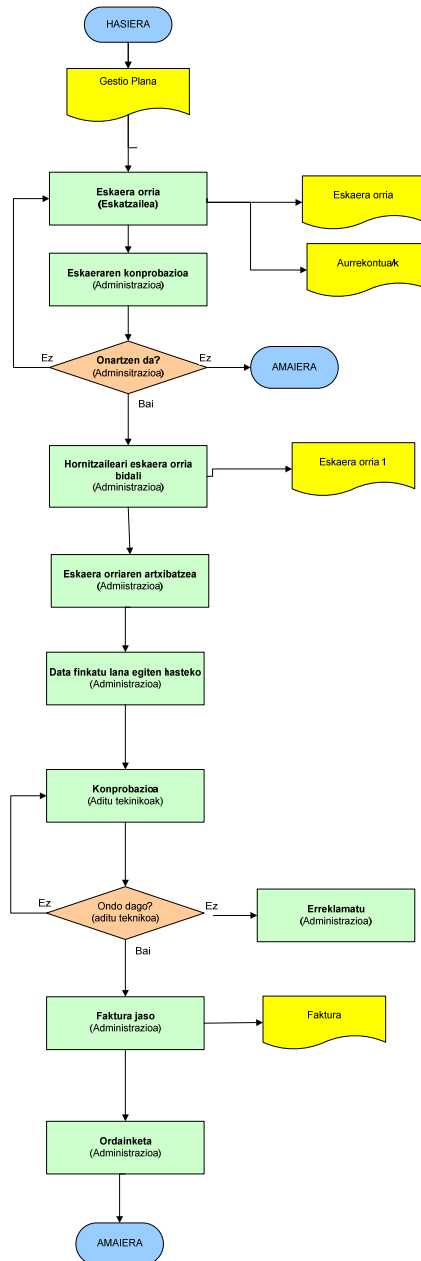 HASIERA
Gestio Plana
Eskaera orria
(Eskatzailea)
Eskaera orria
Eskaeraren konprobazioa
(Administrazioa)
Aurrekontua/k
Ez
Onartzen da?
(Adminsitrazioa)
Ez
AMAIERA
Bai
Hornitzaileari eskaera orria
bidali
(Administrazioa)
Eskaera orria 1
Eskaera orriaren artxibatzea
(Admiistrazioa)
Data finkatu lana egiten hasteko
(Administrazioa)
Konprobazioa
(Aditu tekinikoak)
Ez
Ondo dago?
(aditu teknikoa)
Ez
Erreklamatu
(Administrazioa)
Bai
Faktura jaso
(Administrazioa)
Faktura
Ordainketa
(Administrazioa)
AMAIERA